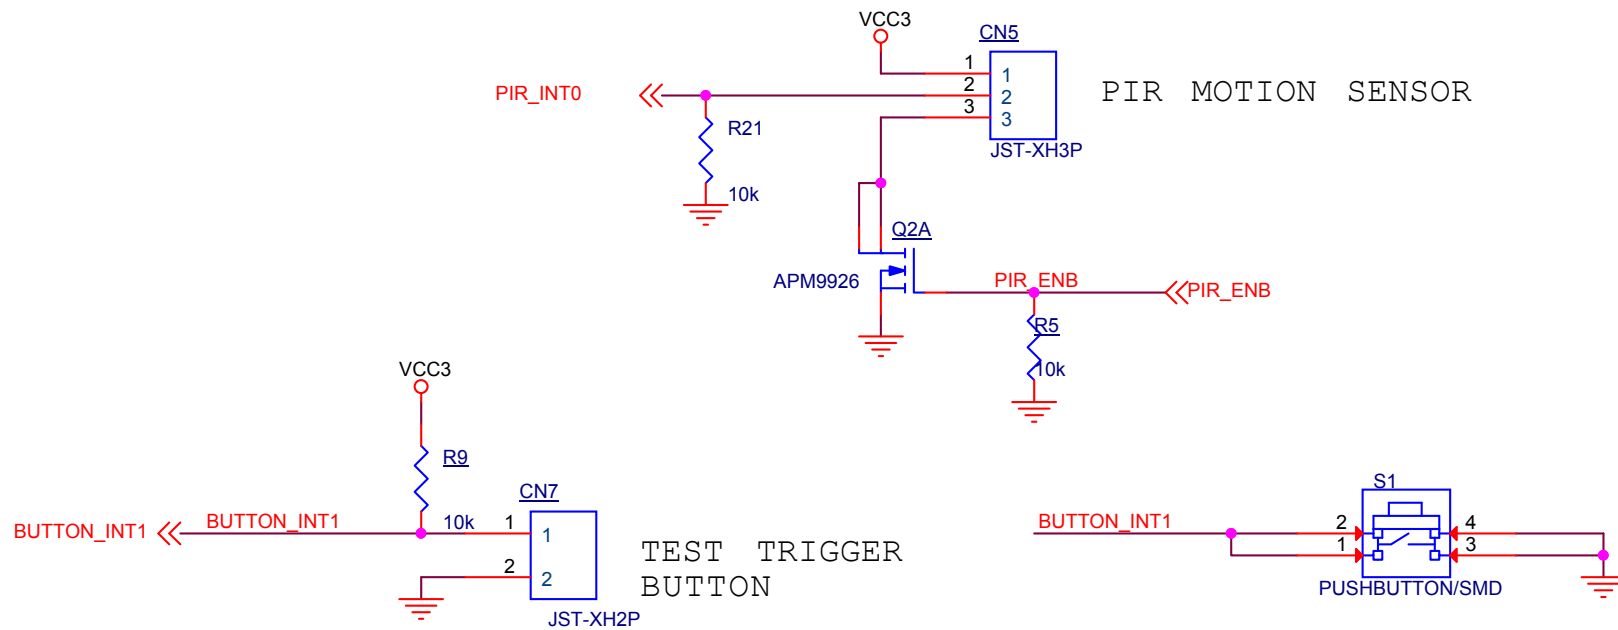 VCC3
CN5
PIR_INT0
1
1
2
2
3
3
PIR MOTION SENSOR
R21
JST-XH3P
10k
Q2A
APM9926
PIR_ENB
PIR_ENB
R5
10k
VCC3
R9
CN7
BUTTON_INT1
BUTTON_INT1
10k
1
1
2
2
TEST TRIGGER
BUTTON
JST-XH2P
S1
BUTTON_INT1
2
4
1
3
PUSHBUTTON/SMD